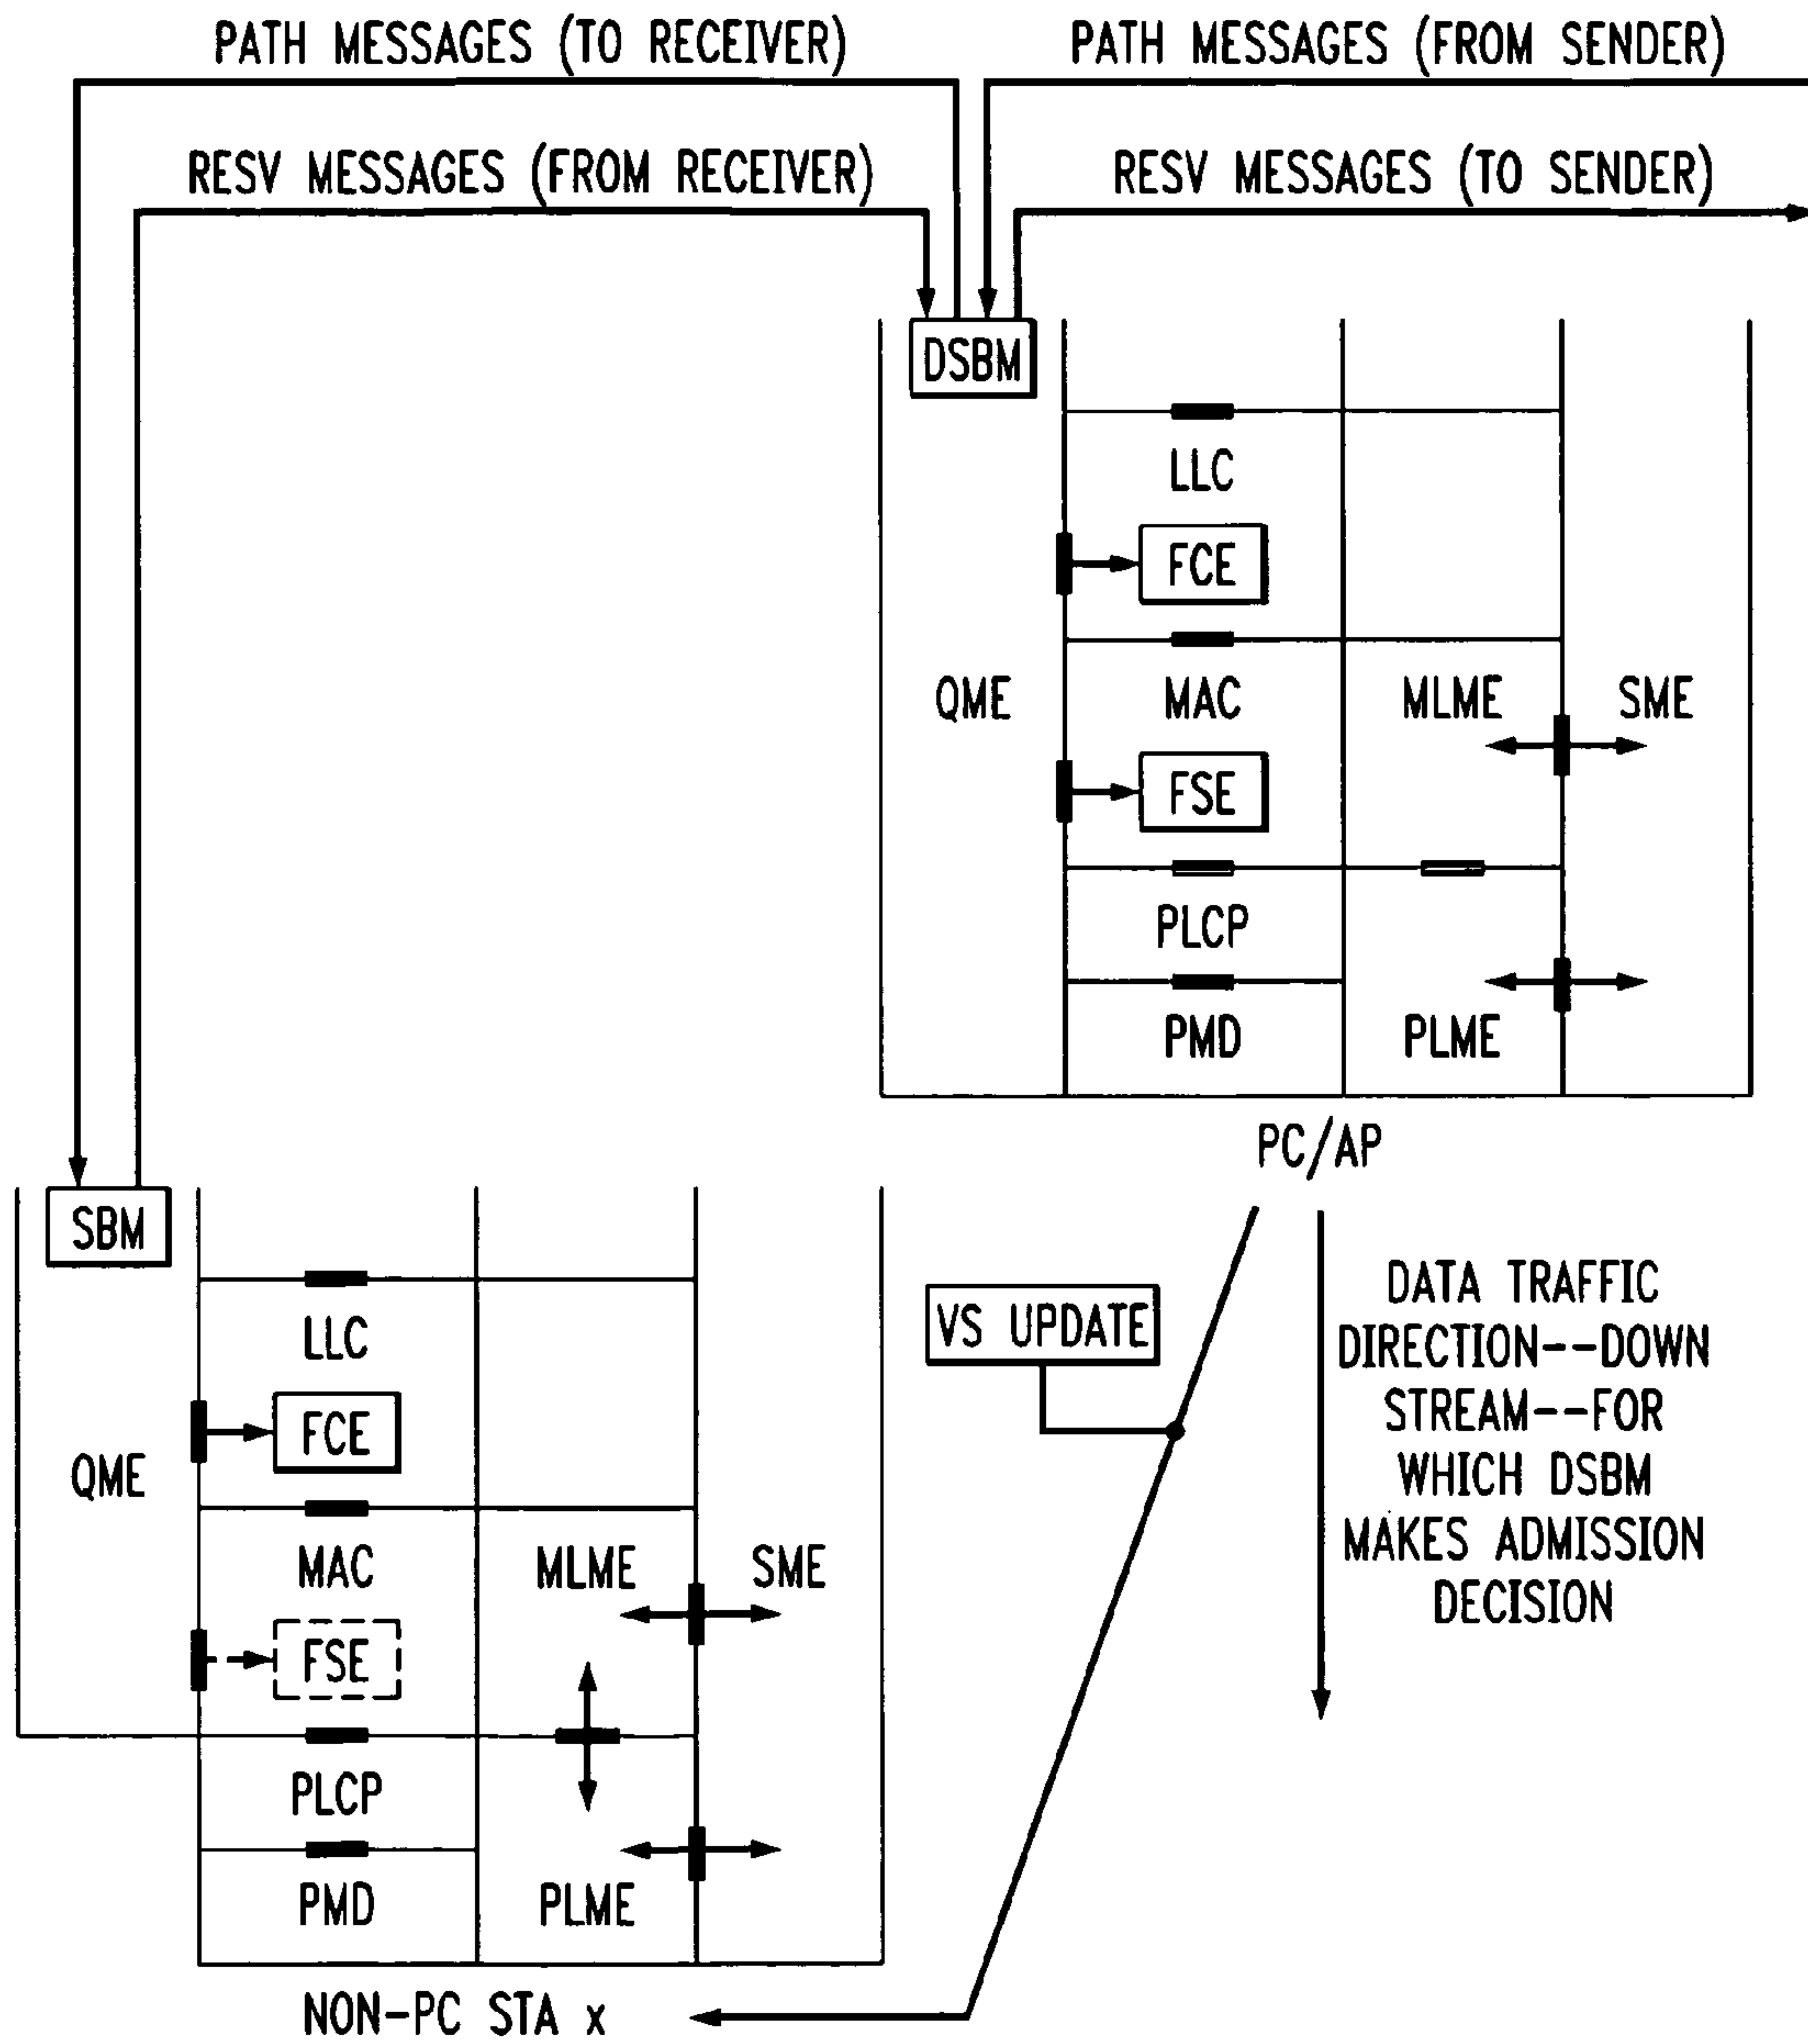 PATH MESSAGES (TO RECEIVER)
PATH MESSAGES (FROM SENDER)
RESV MESSAGES (FROM RECEIVER)
RESV MESSAGES (TO SENDER)
DSBM
LLC
FCE
QME
MAC
MLME
SME
FSE
PLCP
PMD
PLME
PC/AP
SBM
LLC
FCE
QME
MAC
MLME
SME
FSE
PLCP
PMD
PLME
NON-PC STA x
VS UPDATE
DATA TRAFFIC
DIRECTION--DOWN
STREAM--FOR
WHICH DSBM
MAKES ADMISSION
DECISION